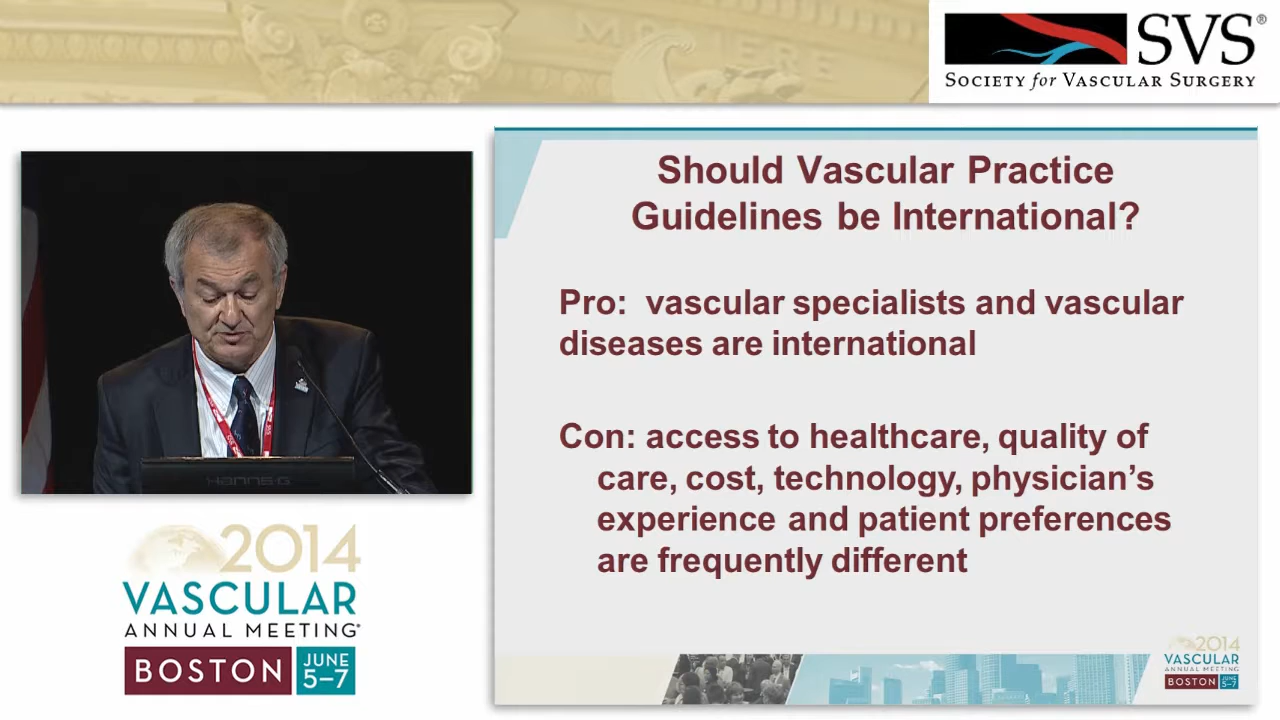 SVS®
SOCIETY for VASCULAR SURGERY
Should Vascular Practice
Guidelines be International?
Pro: vascular specialists and vascular
diseases are international
Con: access to healthcare, quality of
care, cost, technology, physician’s
experience and patient preferences
are frequently different
HANNS-G
2014
VASCULAR
ANNUAL MEETING®
BOSTON
JUNE
5–7
2014
VASCULAR
ANNUAL MEETING
BOSTON
JUNE
5–7